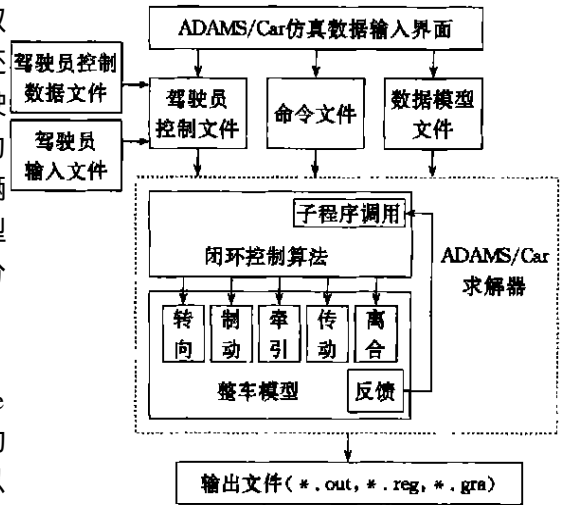 ADAMS/Car仿真数据输入界面
驾驶员控制
数据文件
驾驶员
输入文件
驾驶员
控制文件
命令文件
数据模型
文件
子程序调用
闭环控制算法
ADAMS/Car
求解器
转向
制动
牵引
传动
离合
整车模型
反馈
输出文件(*.out,*.reg,*.gra)